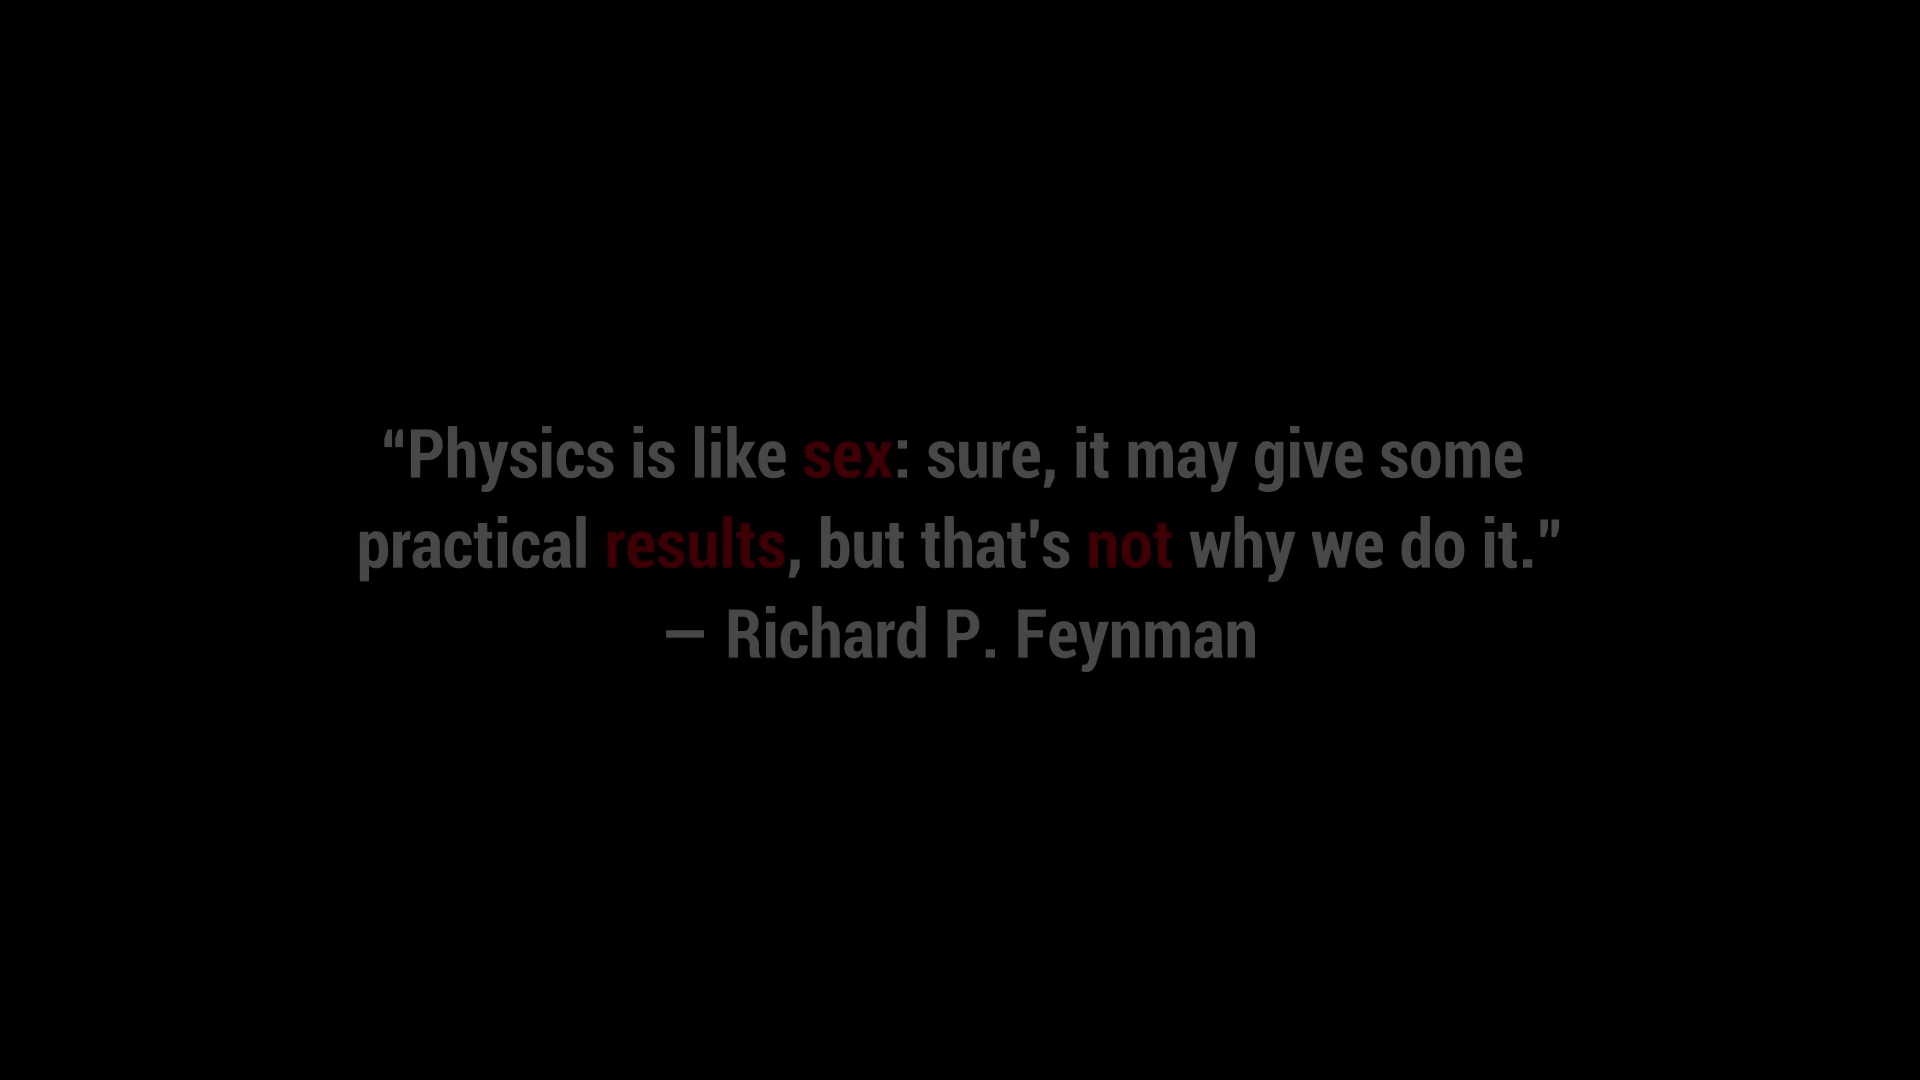 “Physics is like sex: sure, it may give some
practical results, but that's not why we do it.”
— Richard P. Feynman